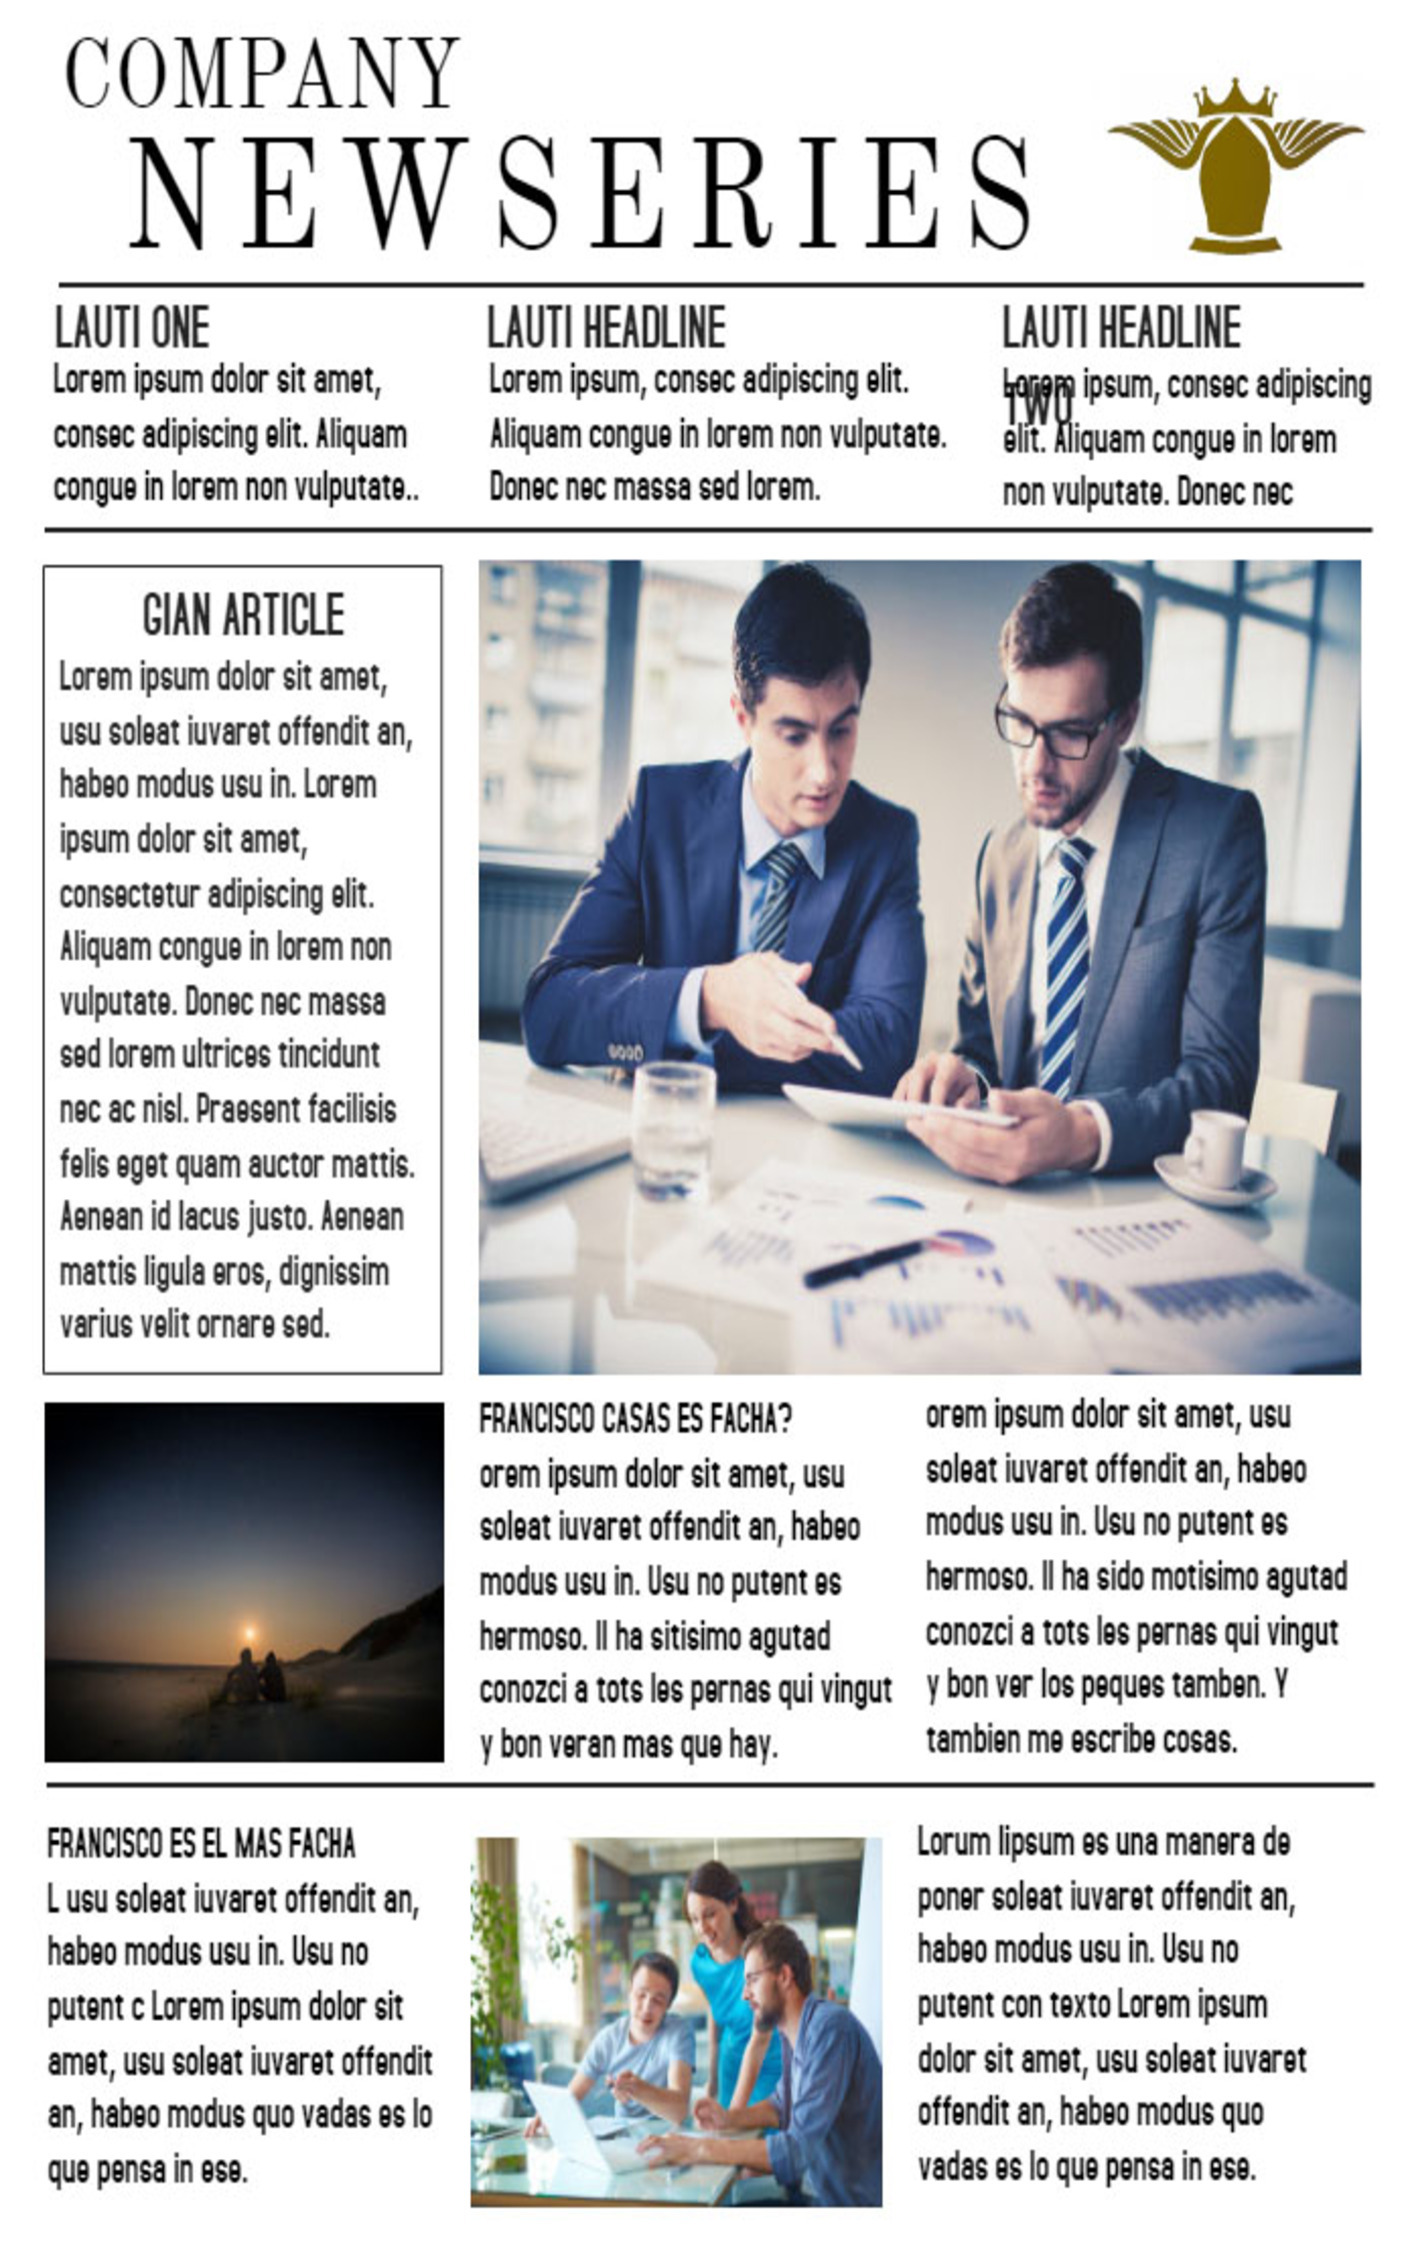 COMPANY
NEWSERIES
LAUTI ONE
Lorem ipsum dolor sit amet,
consec adipiscing elit. Aliquam
congue in lorem non vulputate..
LAUTI HEADLINE
Lorem ipsum, consec adipiscing elit.
Aliquam congue in lorem non vulputate.
Donec nec massa sed lorem.
LAUTI HEADLINE
TWO
Lorem ipsum, consec adipiscing
elit. Aliquam congue in lorem
non vulputate. Donec nec
GIAN ARTICLE
Lorem ipsum dolor sit amet,
usu soleat iuvaret offendit an,
habeo modus usu in. Lorem
ipsum dolor sit amet,
consectetur adipiscing elit.
Aliquam congue in lorem non
vulputate. Donec nec massa
sed lorem ultrices tincidunt
nec ac nisl. Praesent facilisis
felis eget quam auctor mattis.
Aenean id lacus justo. Aenean
mattis ligula eros, dignissim
varius velit ornare sed.
FRANCISCO CASAS ES FACHA?
orem ipsum dolor sit amet, usu
soleat iuvaret offendit an, habeo
modus usu in. Usu no putent es
hermoso. Il ha sitisimo agutad
conozci a tots les pernas qui vingut
y bon veran mas que hay.
orem ipsum dolor sit amet, usu
soleat iuvaret offendit an, habeo
modus usu in. Usu no putent es
hermoso. Il ha sido motisimo agutad
conozci a tots les pernas qui vingut
y bon ver los peques tamben. Y
tambien me escribe cosas.
FRANCISCO ES EL MAS FACHA
L usu soleat iuvaret offendit an,
habeo modus usu in. Usu no
putent c Lorem ipsum dolor sit
amet, usu soleat iuvaret offendit
an, habeo modus quo vadas es lo
que pensa in ese.
Lorum lipsum es una manera de
poner soleat iuvaret offendit an,
habeo modus usu in. Usu no
putent con texto Lorem ipsum
dolor sit amet, usu soleat iuvaret
offendit an, habeo modus quo
vadas es lo que pensa in ese.